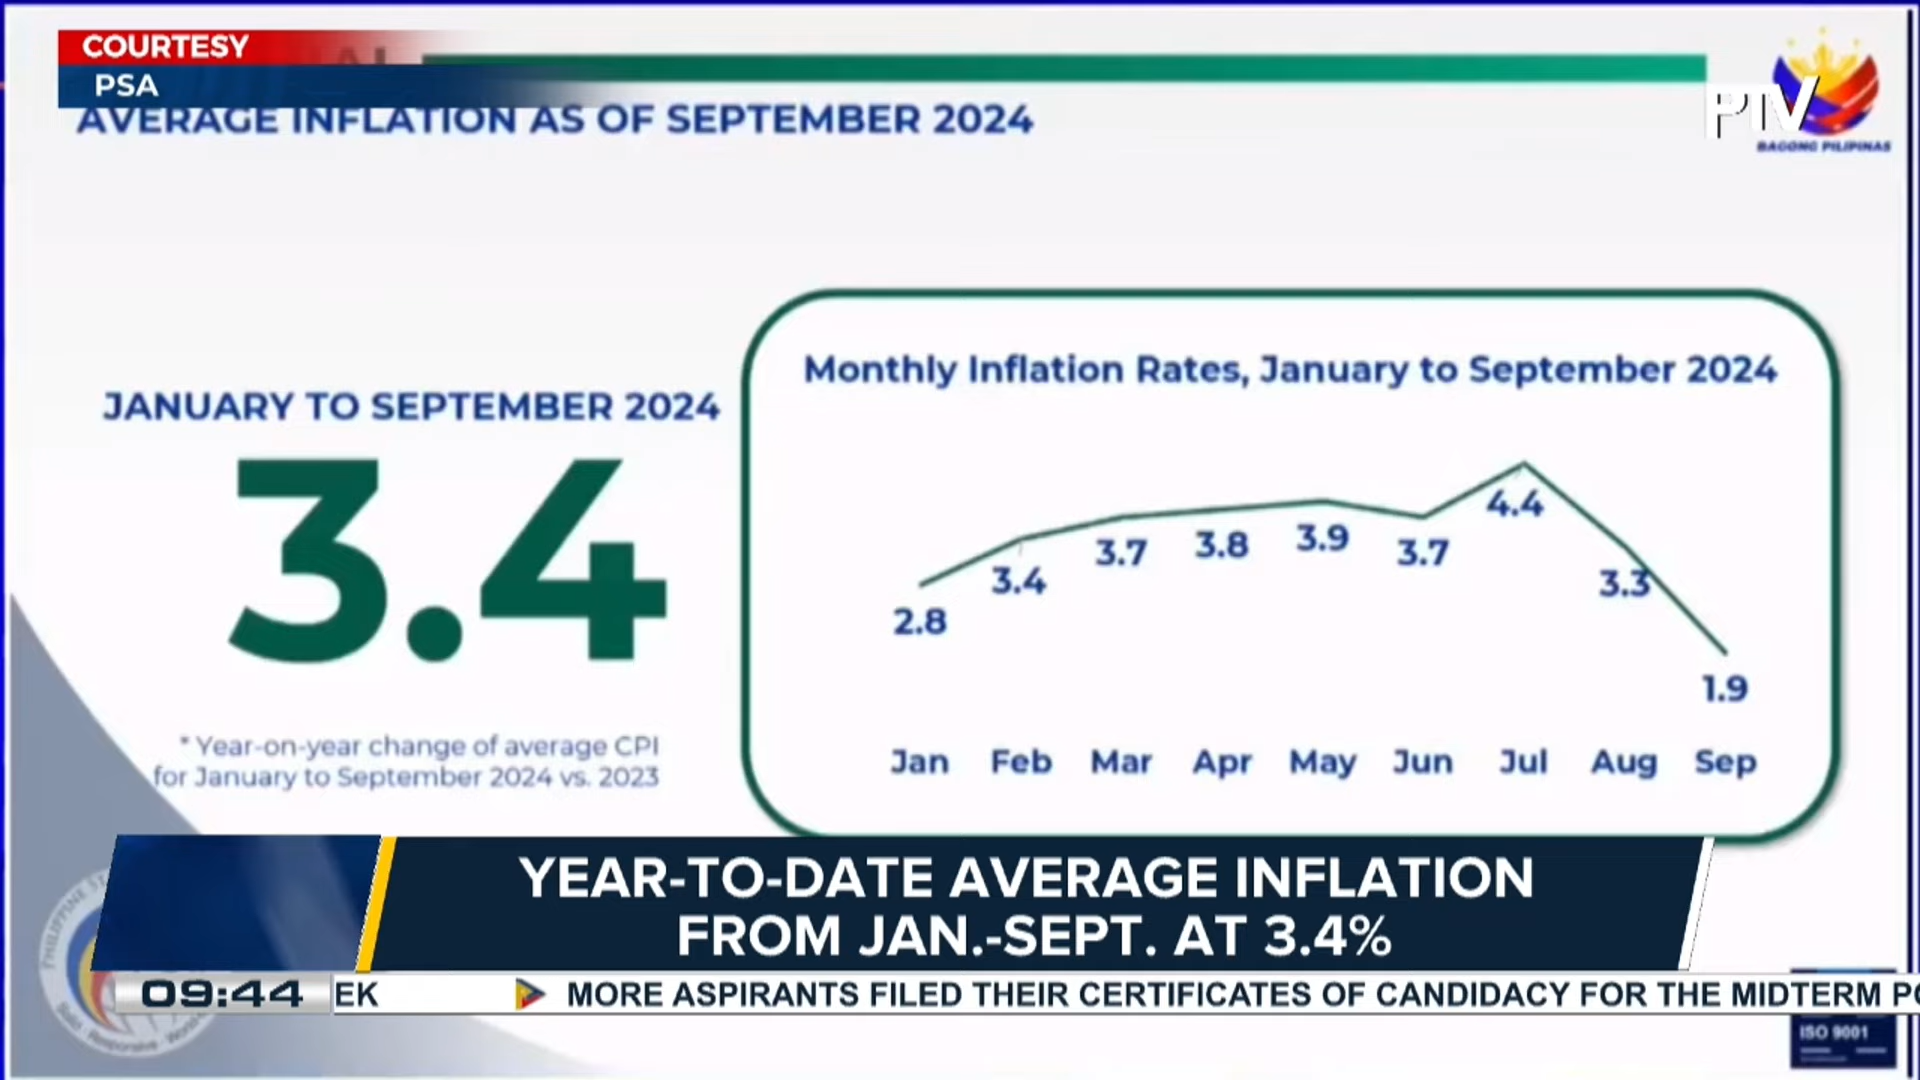 COURTESY
PSA
PTV
BAGONG PILIPINAS
AVERAGE INFLATION AS OF SEPTEMBER 2024
JANUARY TO SEPTEMBER 2024
3.4
* Year-on-year change of average CPI
for January to September 2024 vs. 2023
Monthly Inflation Rates, January to September 2024
2.8 3.4 3.7 3.8 3.9 3.7 4.4 3.3 1.9
Jan Feb Mar Apr May Jun Jul Aug Sep
YEAR-TO-DATE AVERAGE INFLATION
FROM JAN.-SEPT. AT 3.4%
09:44 EK MORE ASPIRANTS FILED THEIR CERTIFICATES OF CANDIDACY FOR THE MIDTERM
ISO 9001